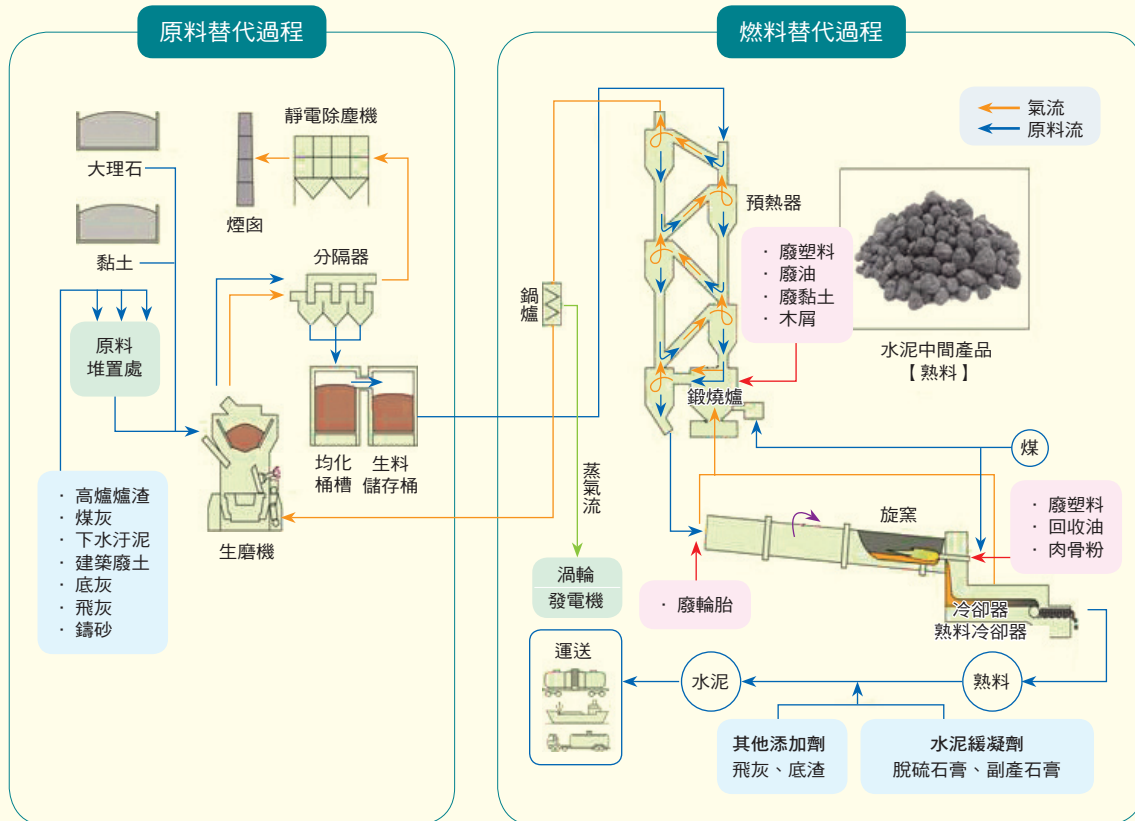 原料替代過程
大理石
黏土
靜電除塵機
煙囪
分隔器
原料
堆置處
均化
桶槽
生料
儲存桶
生磨機
· 高爐爐渣
· 煤灰
· 下水汙泥
· 建築廢土
· 底灰
· 飛灰
· 鑄砂
燃料替代過程
氣流
原料流
預熱器
· 廢塑料
· 廢油
· 廢黏土
· 木屑
水泥中間產品
【熟料】
鍋爐
鍛燒爐
煤
蒸氣流
渦輪
發電機
旋窯
· 廢塑料
· 回收油
· 肉骨粉
· 廢輪胎
冷卻器
熟料冷卻器
運送
水泥
熟料
其他添加劑
飛灰、底渣
水泥緩凝劑
脫硫石膏、副產石膏